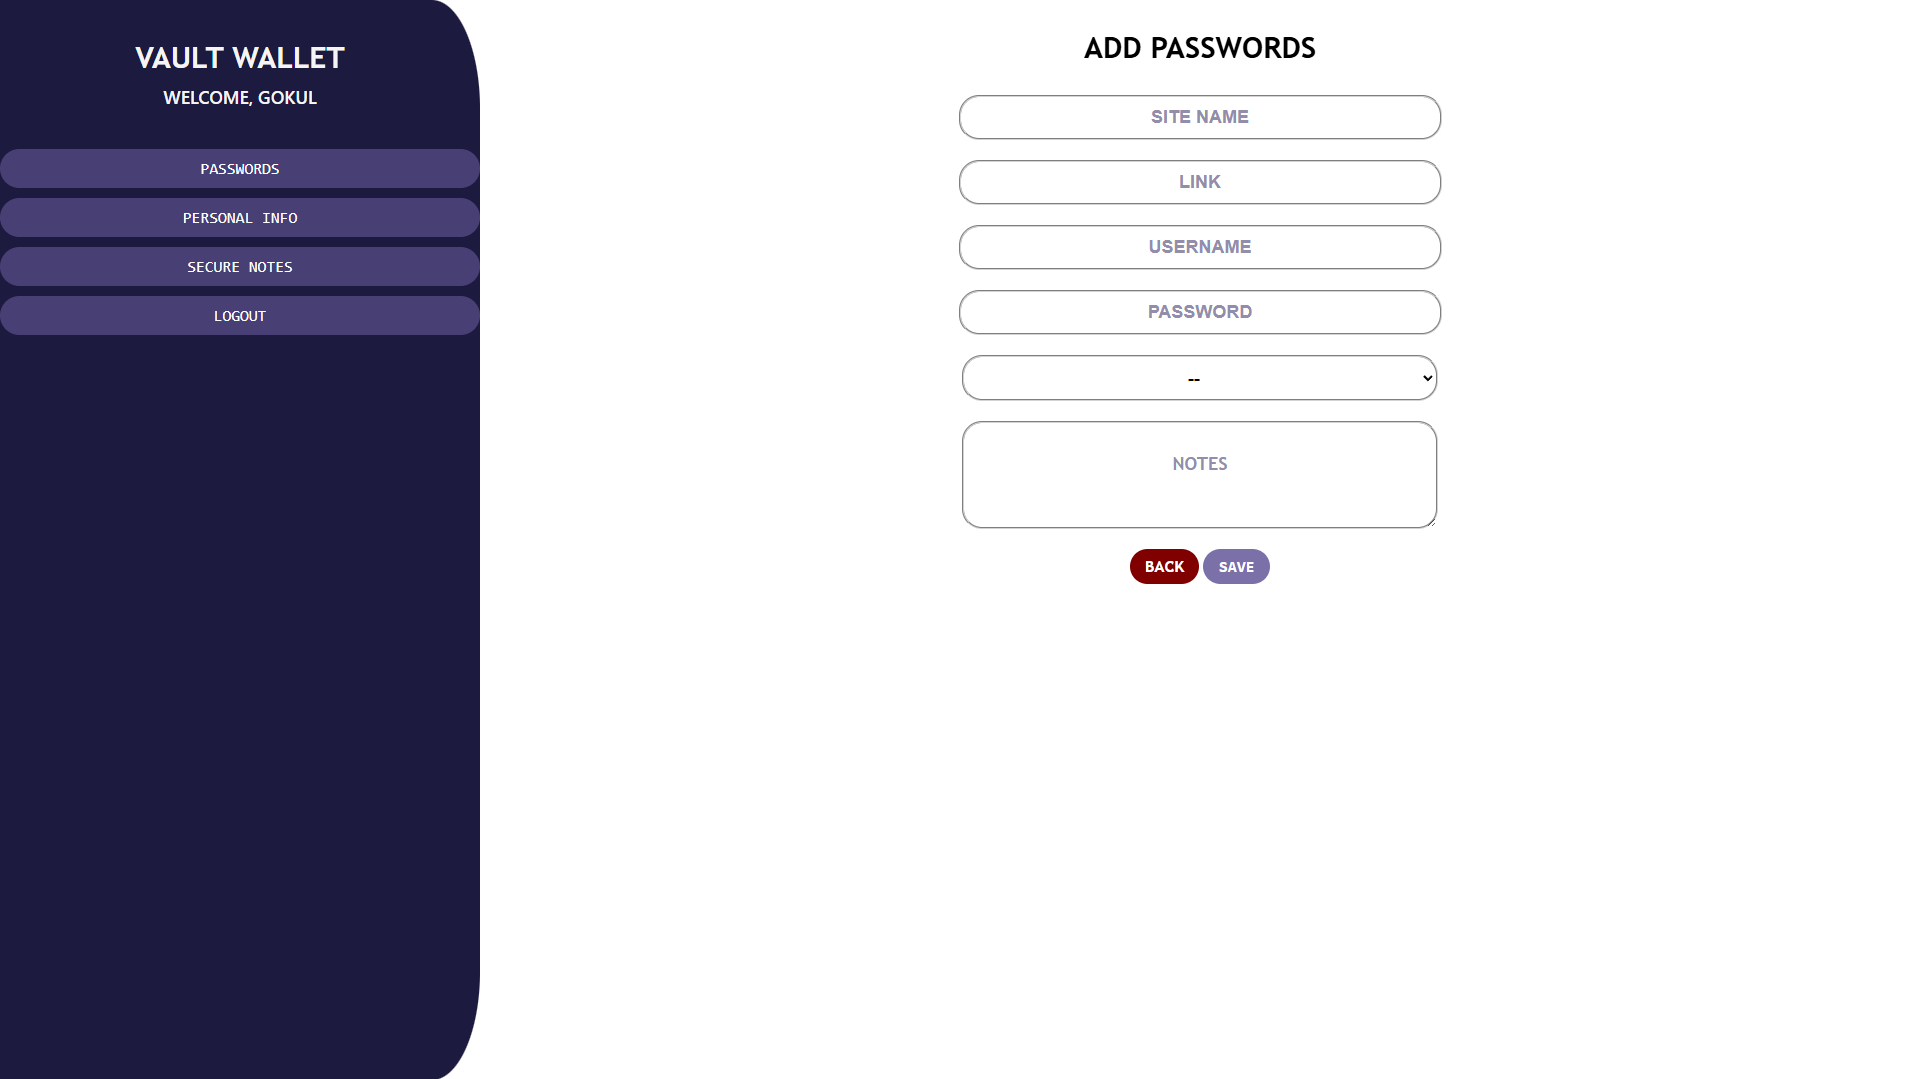 VAULT WALLET
WELCOME, GOKUL
PASSWORDS
PERSONAL INFO
SECURE NOTES
LOGOUT
ADD PASSWORDS
SITE NAME
LINK
USERNAME
PASSWORD
--
NOTES
BACK SAVE